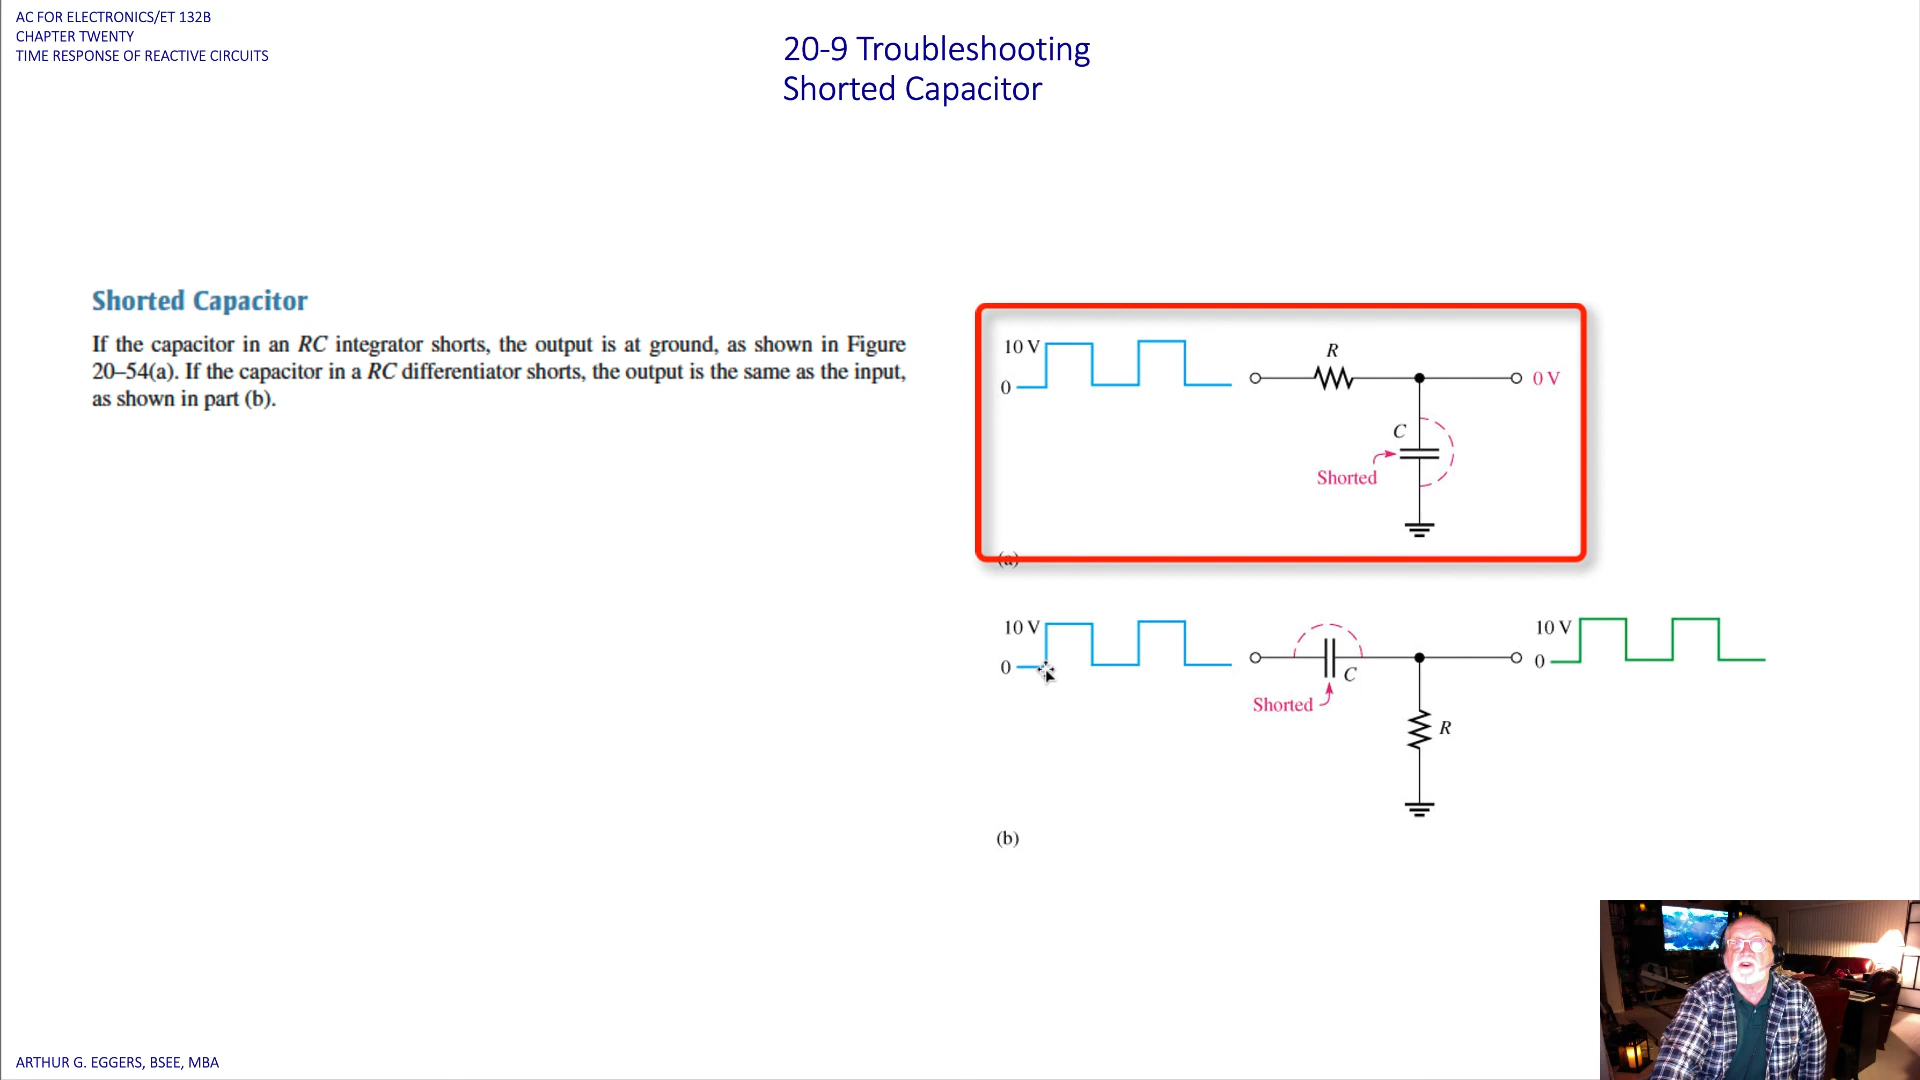 AC FOR ELECTRONICS/ET 132B
CHAPTER TWENTY
TIME RESPONSE OF REACTIVE CIRCUITS
20-9 Troubleshooting
Shorted Capacitor
Shorted Capacitor
If the capacitor in an RC integrator shorts, the output is at ground, as shown in Figure
20–54(a). If the capacitor in a RC differentiator shorts, the output is the same as the input,
as shown in part (b).
10 V
0
R
0 V
C
Shorted
(a)
10 V
0
C
Shorted
R
10 V
0
(b)
ARTHUR G. EGGERS, BSEE, MBA